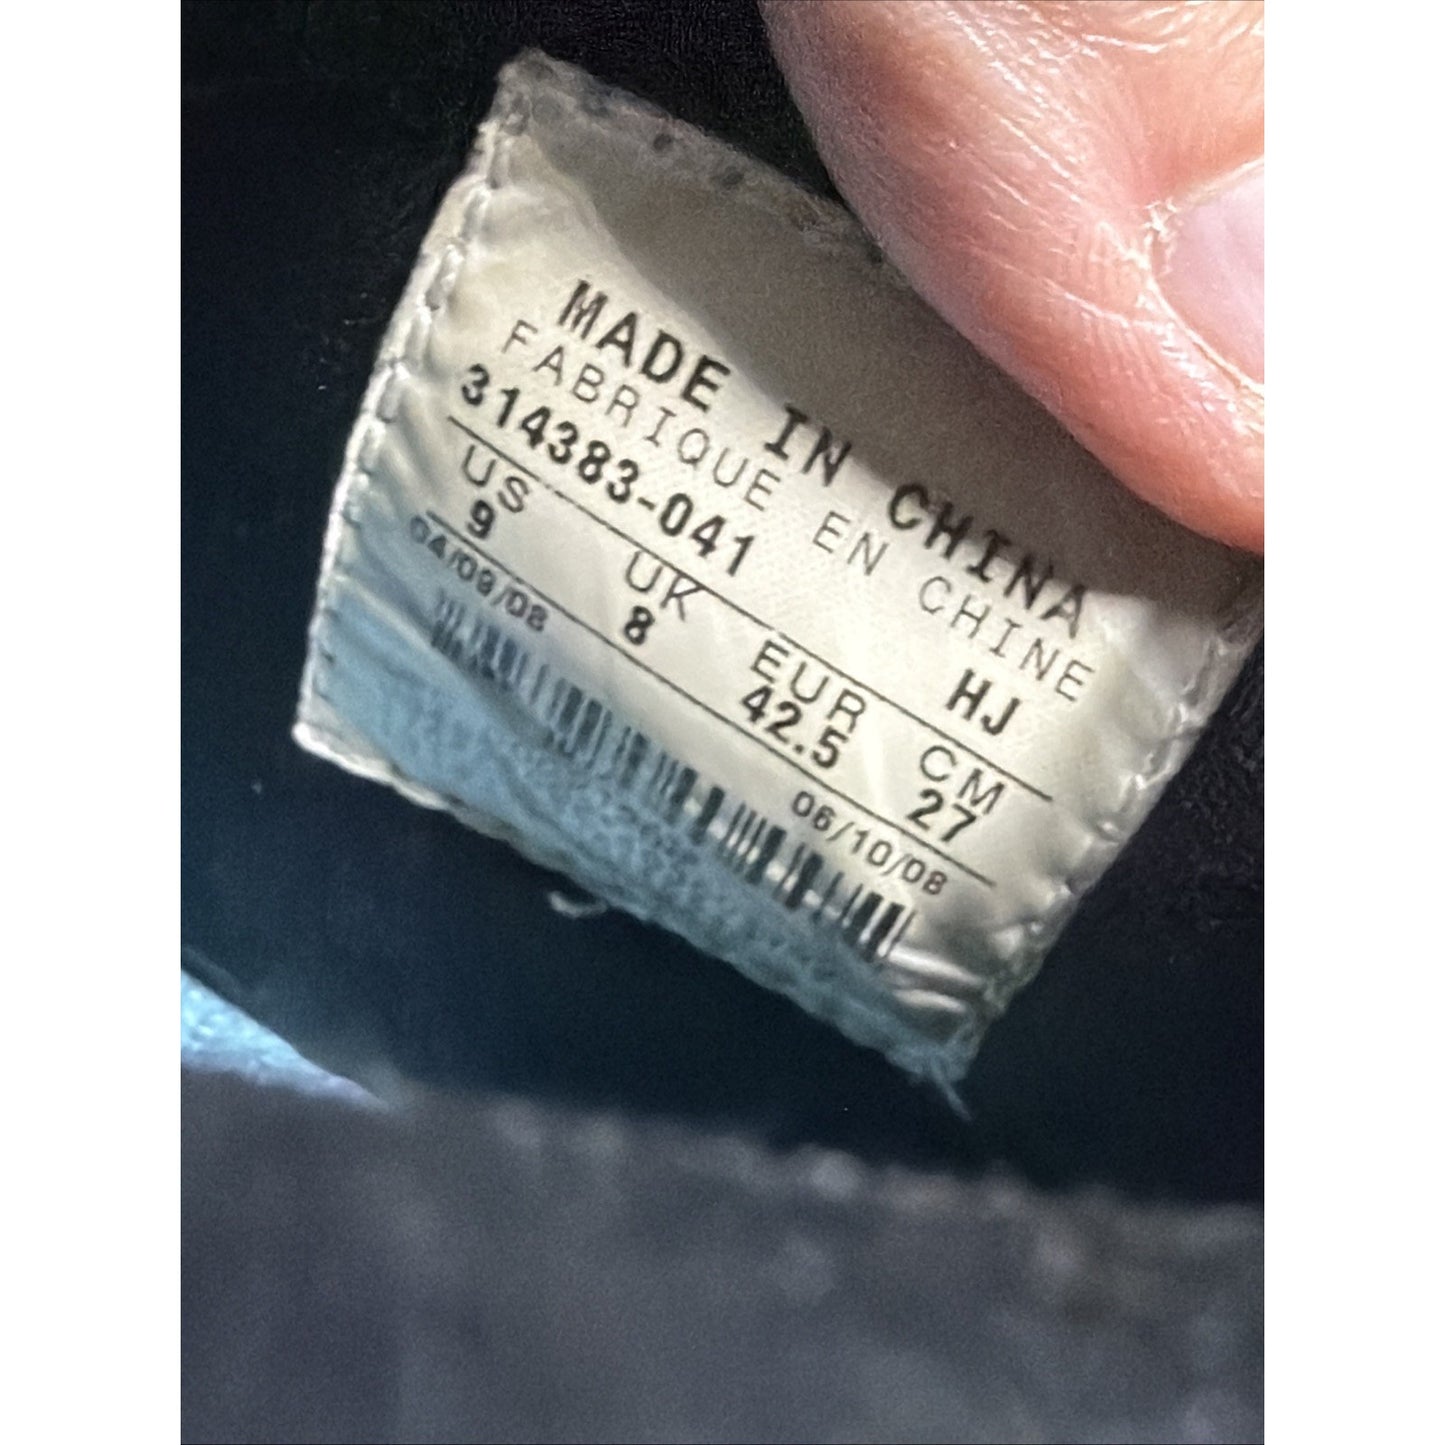 MADE IN CHINA
FABRIQUE EN CHINE
314383-041 HJ
US UK EUR CM
9 8 42.5 27
04/09/08 06/10/08